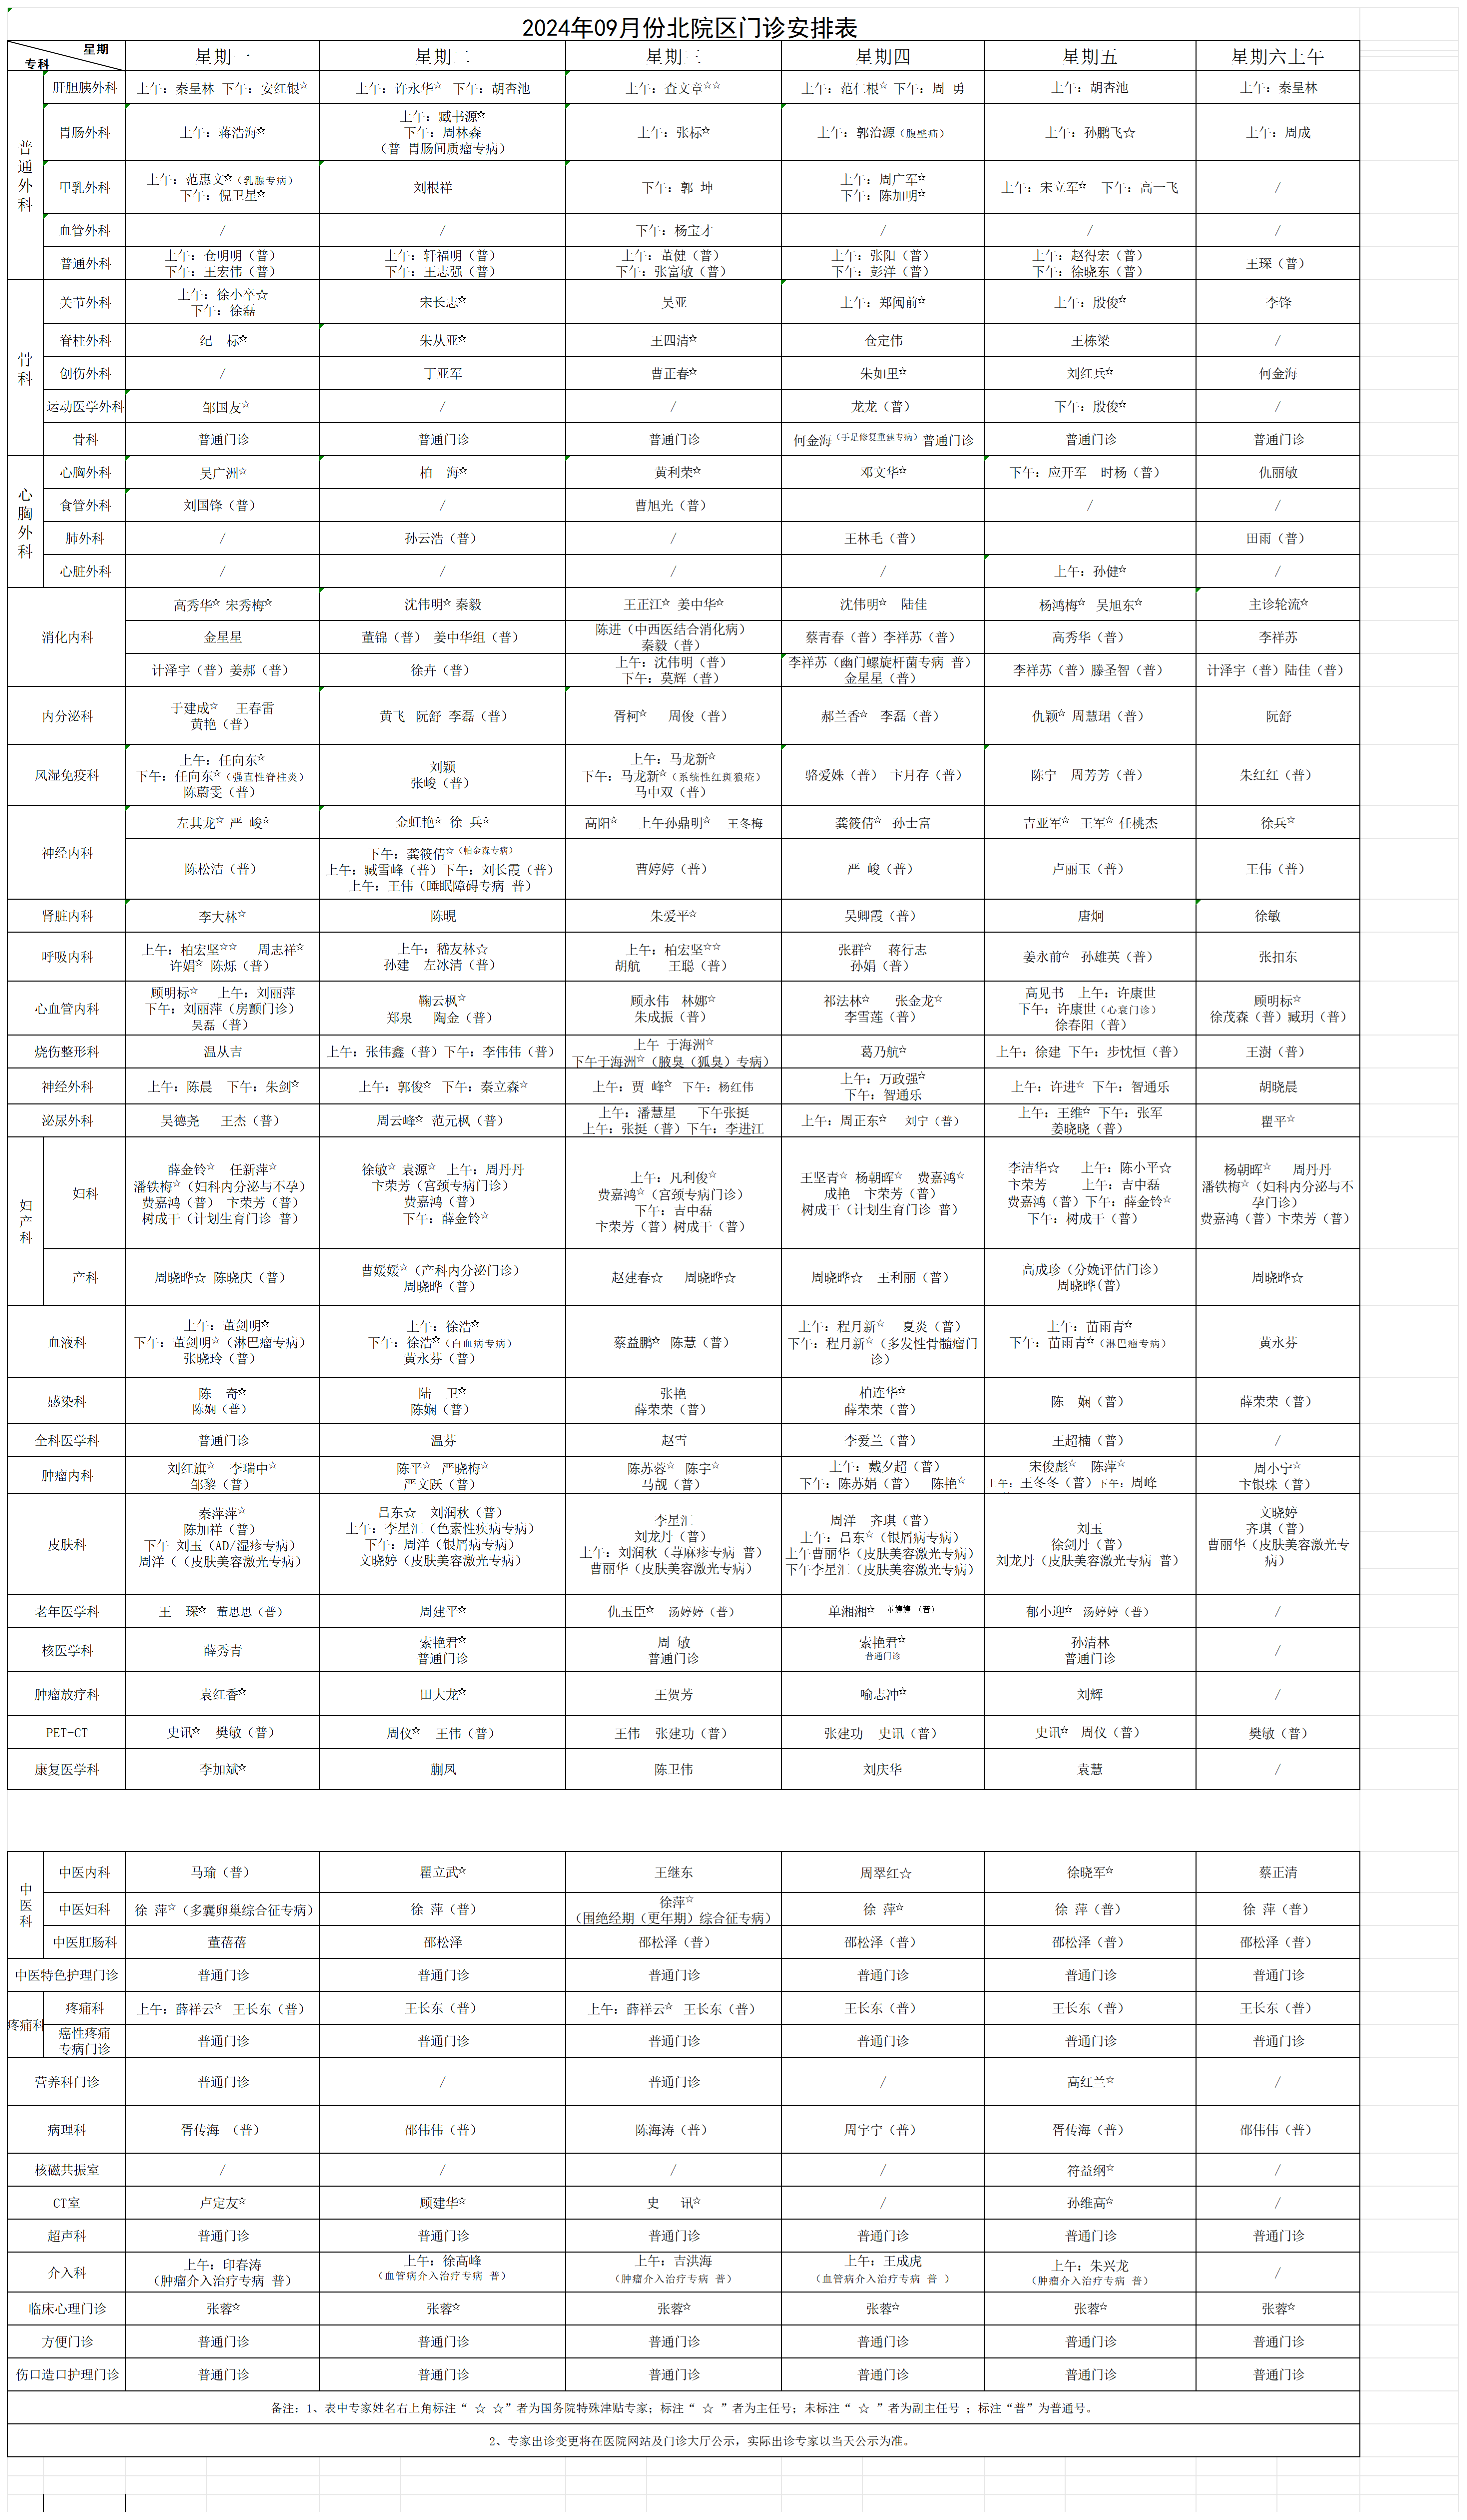 2024年09月份北院区门诊安排表
星期 专科 星期一 星期二 星期三 星期四 星期五 星期六上午
普通外科
肝胆胰外科 上午：秦呈林 下午：安红银☆ 上午：许永华☆ 下午：胡杏池 上午：查文章☆☆ 上午：范仁根☆ 下午：周 勇 上午：胡杏池 上午：秦呈林
胃肠外科 上午：蒋浩海☆ 上午：臧书源☆ 下午：周林森 （普 胃肠间质瘤专病） 上午：张标☆ 上午：郭治源（腹壁疝） 上午：孙鹏飞☆ 上午：周成
甲乳外科 上午：范惠文☆（乳腺专病） 下午：倪卫星☆ 刘根祥 下午：郭 坤 上午：周广军☆ 下午：陈加明☆ 上午：宋立军☆ 下午：高一飞 /
血管外科 / / 下午：杨宝才 / / /
普通外科 上午：仓明明（普） 下午：王宏伟（普） 上午：轩福明（普） 下午：王志强（普） 上午：董健（普） 下午：张富敏（普） 上午：张阳（普） 下午：彭洋（普） 上午：赵得宏（普） 下午：徐晓东（普） 王琛（普）
骨科
关节外科 上午：徐小卒☆ 下午：徐磊 宋长志☆ 吴亚 上午：郑闽前☆ 上午：殷俊☆ 李锋
脊柱外科 纪 标☆ 朱从亚☆ 王四清☆ 仓定伟 王栋梁 /
创伤外科 / 丁亚军 曹正春☆ 朱如里☆ 刘红兵☆ 何金海
运动医学外科 邹国友☆ / / 龙龙（普） 下午：殷俊☆ /
骨科 普通门诊 普通门诊 普通门诊 何金海（手足修复重建专病）普通门诊 普通门诊 普通门诊
心胸外科
心胸外科 吴广洲☆ 柏 海☆ 黄利荣☆ 邓文华☆ 下午：应开军 时杨（普） 仇丽敏
食管外科 刘国锋（普） / 曹旭光（普） / /
肺外科 / 孙云浩（普） / 王林毛（普） 田雨（普）
心脏外科 / / / / 上午：孙健☆ /
消化内科 高秀华☆ 宋秀梅☆ 沈伟明☆ 秦毅 王正江☆ 姜中华☆ 沈伟明☆ 陆佳 杨鸿梅☆ 吴旭东☆ 主诊轮流☆
金星星 董锦（普） 姜中华组（普） 陈进（中西医结合消化病） 秦毅（普） 蔡青春（普）李祥苏（普） 高秀华（普） 李祥苏
计泽宇（普）姜郝（普） 徐卉（普） 上午：沈伟明（普） 下午：莫辉（普） 李祥苏（幽门螺旋杆菌专病 普） 金星星（普） 李祥苏（普）滕圣智（普） 计泽宇（普）陆佳（普）
内分泌科 于建成☆ 王春雷 黄艳（普） 黄飞 阮舒 李磊（普） 胥柯☆ 周俊（普） 郝兰香☆ 李磊（普） 仇颖☆ 周慧珺（普） 阮舒
风湿免疫科 上午：任向东☆ 下午：任向东☆（强直性脊柱炎） 陈蔚雯（普） 刘颖 张峻（普） 上午：马龙新☆ 下午：马龙新☆（系统性红斑狼疮） 马中双（普） 骆爱姝（普） 卞月存（普） 陈宁 周芳芳（普） 朱红红（普）
神经内科 左其龙☆ 严 峻☆ 金虹艳☆ 徐 兵☆ 高阳☆ 上午孙鼎明☆ 王冬梅 龚筱倩☆ 孙士富 吉亚军☆ 王军☆ 任桃杰 徐兵☆
陈松洁（普） 下午：龚筱倩☆（帕金森专病） 上午：臧雪峰（普）下午：刘长霞（普） 上午：王伟（睡眠障碍专病 普） 曹婷婷（普） 严 峻（普） 卢丽玉（普） 王伟（普）
肾脏内科 李大林☆ 陈晛 朱爱平☆ 吴卿霞（普） 唐炯 徐敏
呼吸内科 上午：柏宏坚☆☆ 周志祥☆ 许娟☆ 陈烁（普） 上午：嵇友林☆ 孙建 左冰清（普） 上午：柏宏坚☆☆ 胡航 王聪（普） 张群☆ 蒋行志 孙娟（普） 姜永前☆ 孙雄英（普） 张扣东
心血管内科 顾明标☆ 上午：刘丽萍 下午：刘丽萍（房颤门诊） 吴磊（普） 鞠云枫☆ 郑泉 陶金（普） 顾永伟 林娜☆ 朱成振（普） 祁法林☆ 张金龙☆ 李雪莲（普） 高见书 上午：许康世 下午：许康世（心衰门诊） 徐春阳（普） 顾明标☆ 徐茂森（普）臧玥（普）
烧伤整形科 温从吉 上午：张伟鑫（普）下午：李伟伟（普） 上午 于海洲☆ 下午于海洲☆（腋臭（狐臭）专病） 葛乃航☆ 上午：徐建 下午：步忱恒（普） 王澍（普）
神经外科 上午：陈晨 下午：朱剑☆ 上午：郭俊☆ 下午：秦立森☆ 上午：贾 峰☆ 下午：杨红伟 上午：万政强☆ 下午：智通乐 上午：许进☆ 下午：智通乐 胡晓晨
泌尿外科 吴德尧 王杰（普） 周云峰☆ 范元枫（普） 上午：潘慧星 下午张挺 上午：张挺（普）下午：李进江 上午：周正东☆ 刘宁（普） 上午：王维☆ 下午：张军 姜晓晓（普） 瞿平☆
妇产科
妇科 薛金铃☆ 任新萍☆ 潘铁梅☆（妇科内分泌与不孕） 费嘉鸿（普） 卞荣芳（普） 树成干（计划生育门诊 普） 徐敏☆ 袁源☆ 上午：周丹丹 卞荣芳（宫颈专病门诊） 费嘉鸿（普） 下午：薛金铃☆ 上午：凡利俊☆ 费嘉鸿☆（宫颈专病门诊） 下午：吉中磊 卞荣芳（普）树成干（普） 王坚青☆ 杨朝晖☆ 费嘉鸿☆ 成艳 卞荣芳（普） 树成干（计划生育门诊 普） 李洁华☆ 上午：陈小平☆ 卞荣芳 上午：吉中磊 费嘉鸿（普）下午：薛金铃☆ 下午：树成干（普） 杨朝晖☆ 周丹丹 潘铁梅☆（妇科内分泌与不孕门诊） 费嘉鸿（普）卞荣芳（普）
产科 周晓晔☆ 陈晓庆（普） 曹媛媛☆（产科内分泌门诊） 周晓晔（普） 赵建春☆ 周晓晔☆ 周晓晔☆ 王利丽（普） 高成珍（分娩评估门诊） 周晓晔(普) 周晓晔☆
血液科 上午：董剑明☆ 下午：董剑明☆（淋巴瘤专病） 张晓玲（普） 上午：徐浩☆ 下午：徐浩☆（白血病专病） 黄永芬（普） 蔡益鹏☆ 陈慧（普） 上午：程月新☆ 夏炎（普） 下午：程月新☆（多发性骨髓瘤门诊） 上午：苗雨青☆ 下午：苗雨青☆（淋巴瘤专病） 黄永芬
感染科 陈 奇☆ 陈娴（普） 陆 卫☆ 陈娴（普） 张艳 薛荣荣（普） 柏连华☆ 薛荣荣（普） 陈 娴（普） 薛荣荣（普）
全科医学科 普通门诊 温芬 赵雪 李爱兰（普） 王超楠（普） /
肿瘤内科 刘红旗☆ 李瑞中☆ 邹黎（普） 陈平☆ 严晓梅☆ 严文跃（普） 陈苏蓉☆ 陈宇☆ 马靓（普） 上午：戴夕超（普） 下午：陈苏娟（普） 陈艳☆ 宋俊彪☆ 陈萍☆ 上午：王冬冬（普）下午：周峰 周小宁☆ 卞银珠（普）
皮肤科 秦萍萍☆ 陈加祥（普） 下午 刘玉（AD/湿疹专病） 周洋（（皮肤美容激光专病） 吕东☆ 刘润秋（普） 上午：李星汇（色素性疾病专病） 下午：周洋（银屑病专病） 文晓婷（皮肤美容激光专病） 李星汇 刘龙丹（普） 上午：刘润秋（荨麻疹专病 普） 曹丽华（皮肤美容激光专病） 周洋 齐琪（普） 上午：吕东☆（银屑病专病） 上午曹丽华（皮肤美容激光专病） 下午李星汇（皮肤美容激光专病） 刘玉 徐剑丹（普） 刘龙丹（皮肤美容激光专病 普） 文晓婷 齐琪（普） 曹丽华（皮肤美容激光专病）
老年医学科 王 琛☆ 董思思（普） 周建平☆ 仇玉臣☆ 汤婷婷（普） 单湘湘☆ 董婷婷（普） 郁小迎☆ 汤婷婷（普） /
核医学科 薛秀青 索艳君☆ 普通门诊 周 敏 普通门诊 索艳君☆ 普通门诊 孙清林 普通门诊 /
肿瘤放疗科 袁红香☆ 田大龙☆ 王贺芳 喻志冲☆ 刘辉 /
PET-CT 史讯☆ 樊敏（普） 周仪☆ 王伟（普） 王伟 张建功（普） 张建功 史讯（普） 史讯☆ 周仪（普） 樊敏（普）
康复医学科 李加斌☆ 蒯凤 陈卫伟 刘庆华 袁慧 /
中医科
中医内科 马瑜（普） 瞿立武☆ 王继东 周翠红☆ 徐晓军☆ 蔡正清
中医妇科 徐 萍☆（多囊卵巢综合征专病） 徐 萍（普） 徐萍☆ （围绝经期（更年期）综合征专病） 徐 萍☆ 徐 萍（普） 徐 萍（普）
中医肛肠科 董蓓蓓 邵松泽 邵松泽（普） 邵松泽（普） 邵松泽（普） 邵松泽（普）
中医特色护理门诊 普通门诊 普通门诊 普通门诊 普通门诊 普通门诊 普通门诊
疼痛科
疼痛科 上午：薛祥云☆ 王长东（普） 王长东（普） 上午：薛祥云☆ 王长东（普） 王长东（普） 王长东（普） 王长东（普）
癌性疼痛专病门诊 普通门诊 普通门诊 普通门诊 普通门诊 普通门诊 普通门诊
营养科门诊 普通门诊 / 普通门诊 / 高红兰☆ /
病理科 胥传海 （普） 邵伟伟（普） 陈海涛（普） 周宇宁（普） 胥传海（普） 邵伟伟（普）
核磁共振室 / / / / 符益纲☆ /
CT室 卢定友☆ 顾建华☆ 史 讯☆ / 孙维高☆ /
超声科 普通门诊 普通门诊 普通门诊 普通门诊 普通门诊 普通门诊
介入科 上午：印春涛 （肿瘤介入治疗专病 普） 上午：徐高峰 （血管病介入治疗专病 普） 上午：吉洪海 （肿瘤介入治疗专病 普） 上午：王成虎 （血管病介入治疗专病 普 ） 上午：朱兴龙 （肿瘤介入治疗专病 普） /
临床心理门诊 张蓉☆ 张蓉☆ 张蓉☆ 张蓉☆ 张蓉☆ 张蓉☆
方便门诊 普通门诊 普通门诊 普通门诊 普通门诊 普通门诊 普通门诊
伤口造口护理门诊 普通门诊 普通门诊 普通门诊 普通门诊 普通门诊 普通门诊
备注：1、表中专家姓名右上角标注“ ☆ ☆”者为国务院特殊津贴专家；标注“ ☆ ”者为主任号；未标注“ ☆ ”者为副主任号 ；标注“普”为普通号。
2、专家出诊变更将在医院网站及门诊大厅公示，实际出诊专家以当天公示为准。